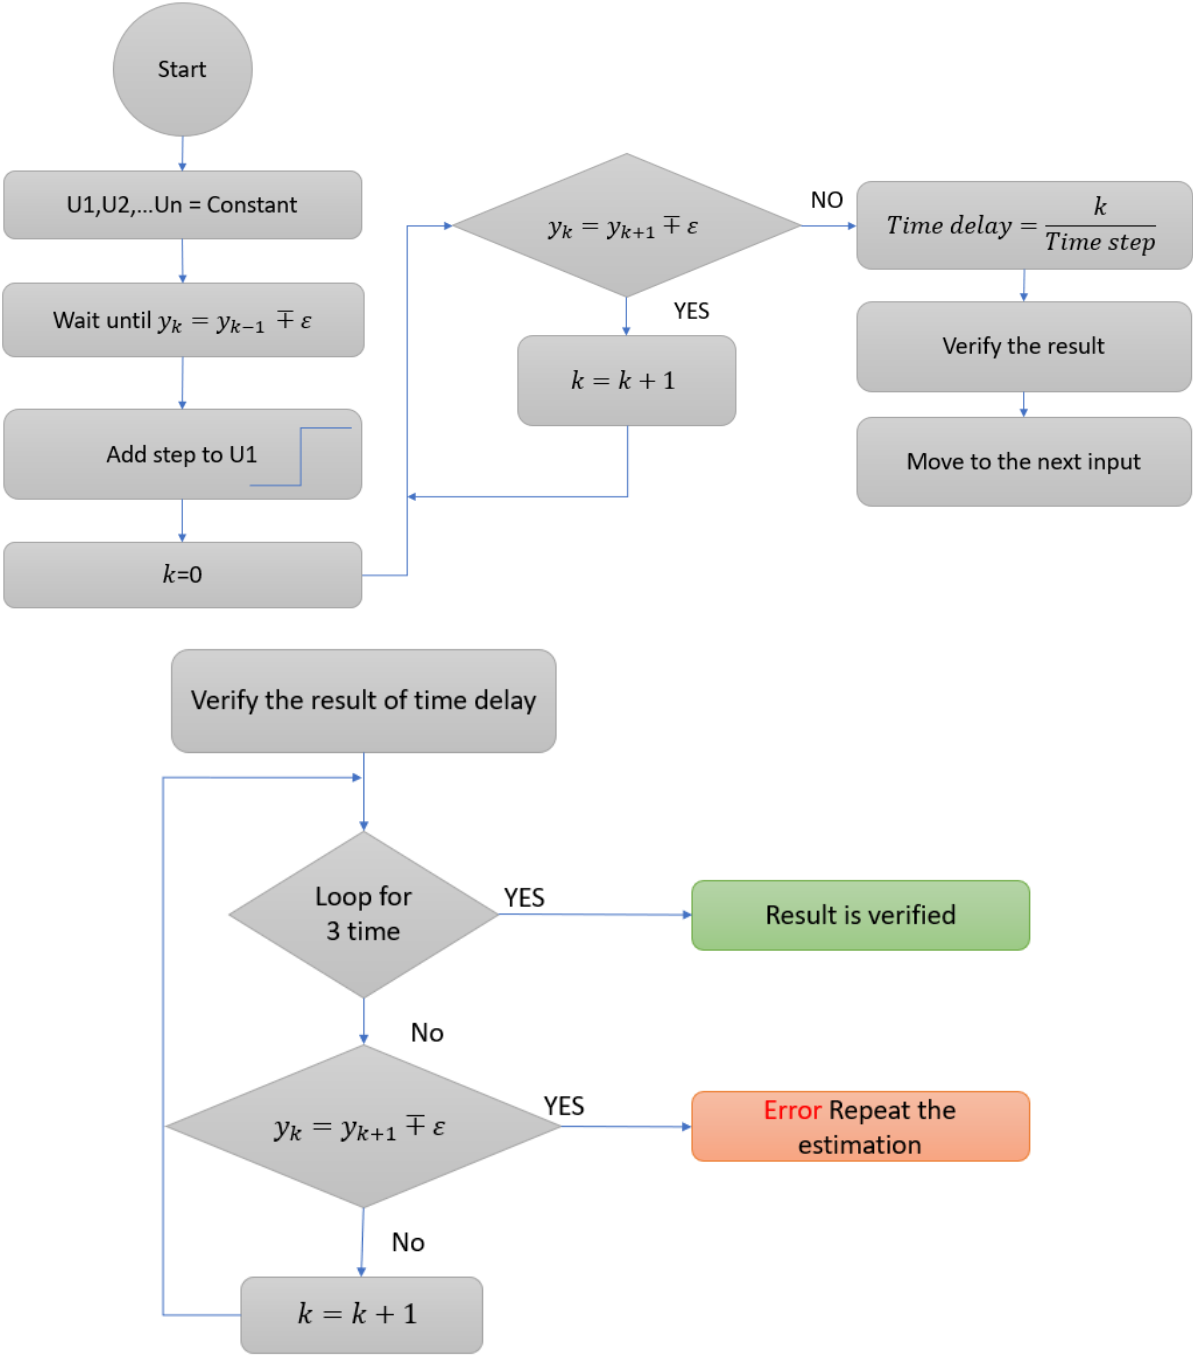 Start
U1,U2,...Un = Constant
Wait until yₖ = yₖ₋₁ ∓ ε
Add step to U1
k=0
yₖ = yₖ₊₁ ∓ ε
NO
YES
k = k + 1
Time delay = k / Time step
Verify the result
Move to the next input
Verify the result of time delay
Loop for
3 time
YES
Result is verified
No
yₖ = yₖ₊₁ ∓ ε
YES
Error Repeat the
estimation
No
k = k + 1